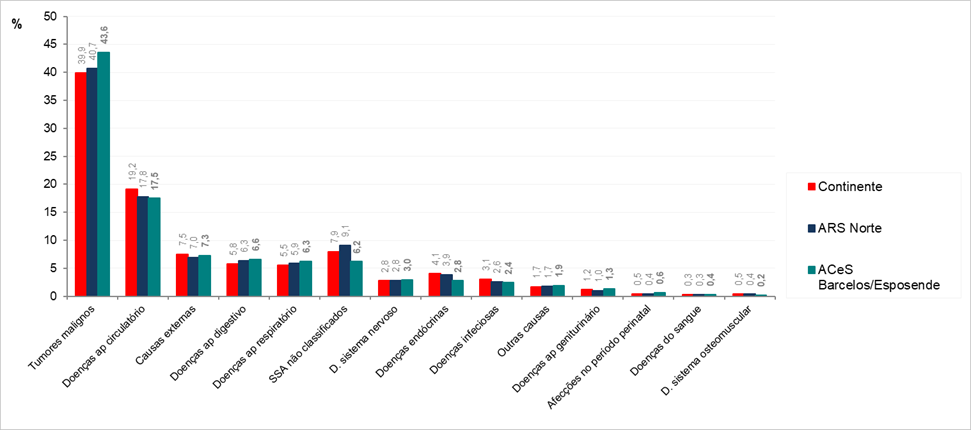 %
50
45
40
35
30
25
20
15
10
5
0
39,9 40,7 43,6
19,2 17,8 17,5
7,5 7,0 7,3
5,8 6,3 6,6
5,5 5,9 6,3
7,9 9,1 6,2
2,8 2,8 3,0
4,1 3,9 2,8
3,1 2,6 2,4
1,7 1,7 1,9
1,2 1,0 1,3
0,5 0,4 0,6
0,3 0,3 0,4
0,5 0,4 0,2
Tumores malignos
Doenças ap circulatório
Causas externas
Doenças ap digestivo
Doenças ap respiratório
SSA não classificados
D. sistema nervoso
Doenças endócrinas
Doenças infeciosas
Outras causas
Doenças ap geniturinário
Afecções no período perinatal
Doenças do sangue
D. sistema osteomuscular
Continente
ARS Norte
ACeS
Barcelos/Esposende